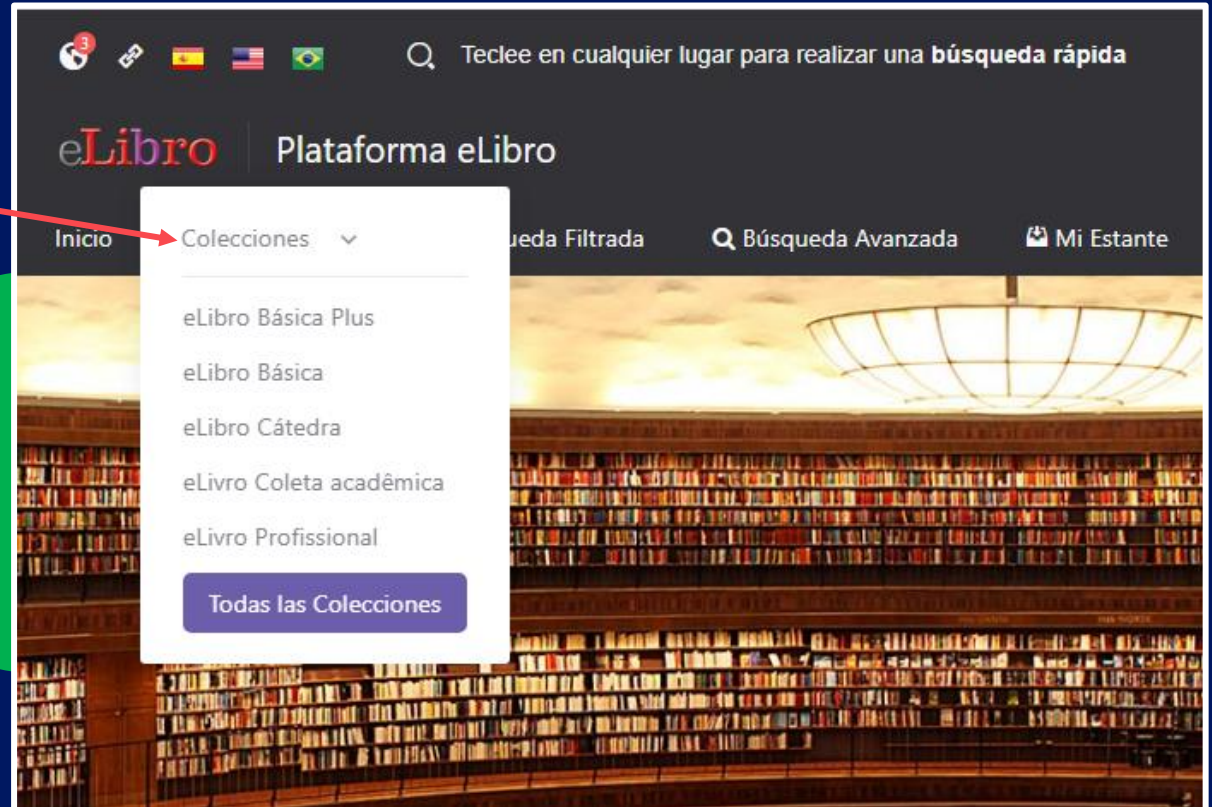 3
Teclee en cualquier lugar para realizar una búsqueda rápida
eLibro Plataforma eLibro
Inicio Colecciones Filtrada Búsqueda Avanzada Mi Estante
eLibro Básica Plus
eLibro Básica
eLibro Cátedra
eLivro Coleta acadêmica
eLivro Profissional
Todas las Colecciones